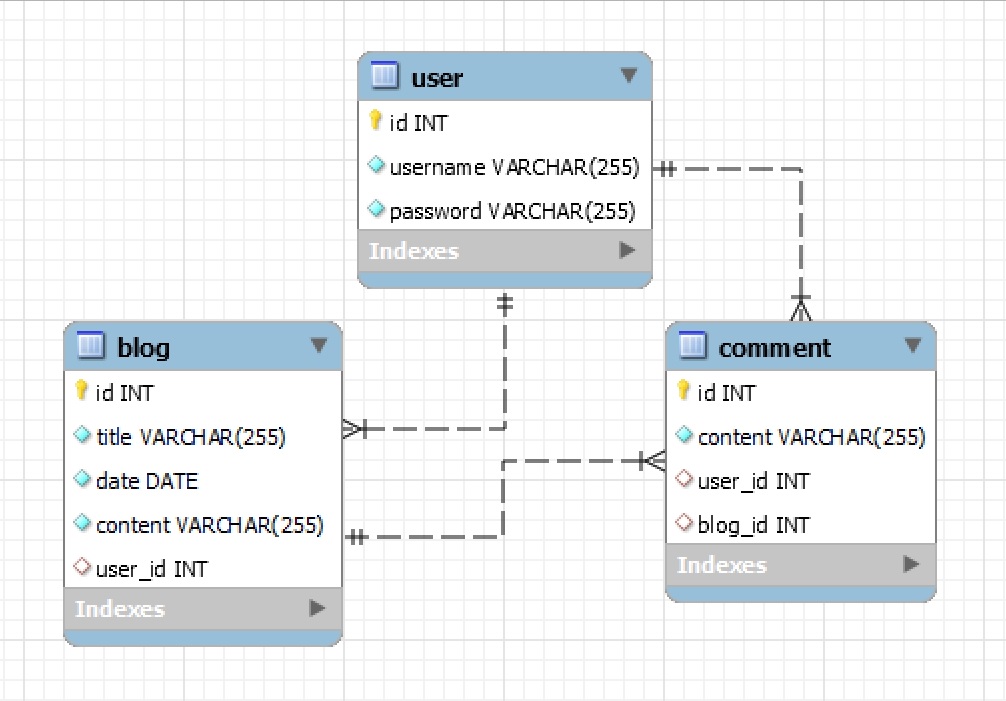 user
id INT
username VARCHAR(255)
password VARCHAR(255)
Indexes
blog
id INT
title VARCHAR(255)
date DATE
content VARCHAR(255)
user_id INT
Indexes
comment
id INT
content VARCHAR(255)
user_id INT
blog_id INT
Indexes